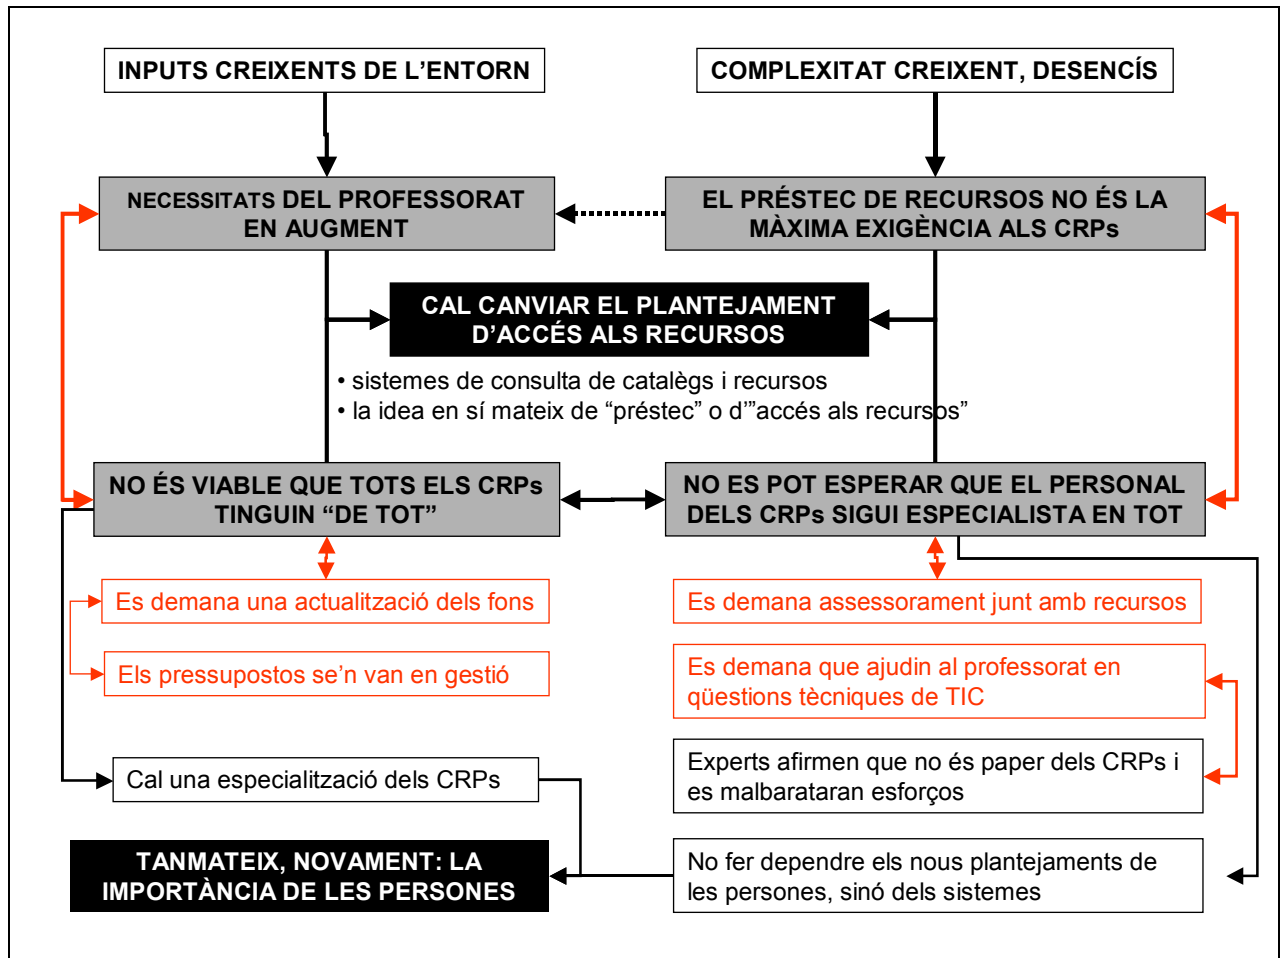 INPUTS CREIXENTS DE L'ENTORN
COMPLEXITAT CREIXENT, DESENCÍS
NECESSITATS DEL PROFESSORAT
EN AUGMENT
EL PRÉSTEC DE RECURSOS NO ÉS LA
MÀXIMA EXIGÈNCIA ALS CRPs
CAL CANVIAR EL PLANTEJAMENT
D'ACCÉS ALS RECURSOS
• sistemes de consulta de catalègs i recursos
• la idea en sí mateix de “préstec” o d'”accés als recursos”
NO ÉS VIABLE QUE TOTS ELS CRPs
TINGUIN “DE TOT”
NO ES POT ESPERAR QUE EL PERSONAL
DELS CRPs SIGUI ESPECIALISTA EN TOT
Es demana una actualització dels fons
Es demana assessorament junt amb recursos
Els pressupostos se'n van en gestió
Es demana que ajudin al professorat en
qüestions tècniques de TIC
Cal una especialització dels CRPs
Experts afirmen que no és paper dels CRPs i
es malbarataran esforços
TANMATEIX, NOVAMENT: LA
IMPORTÀNCIA DE LES PERSONES
No fer dependre els nous plantejaments de
les persones, sinó dels sistemes